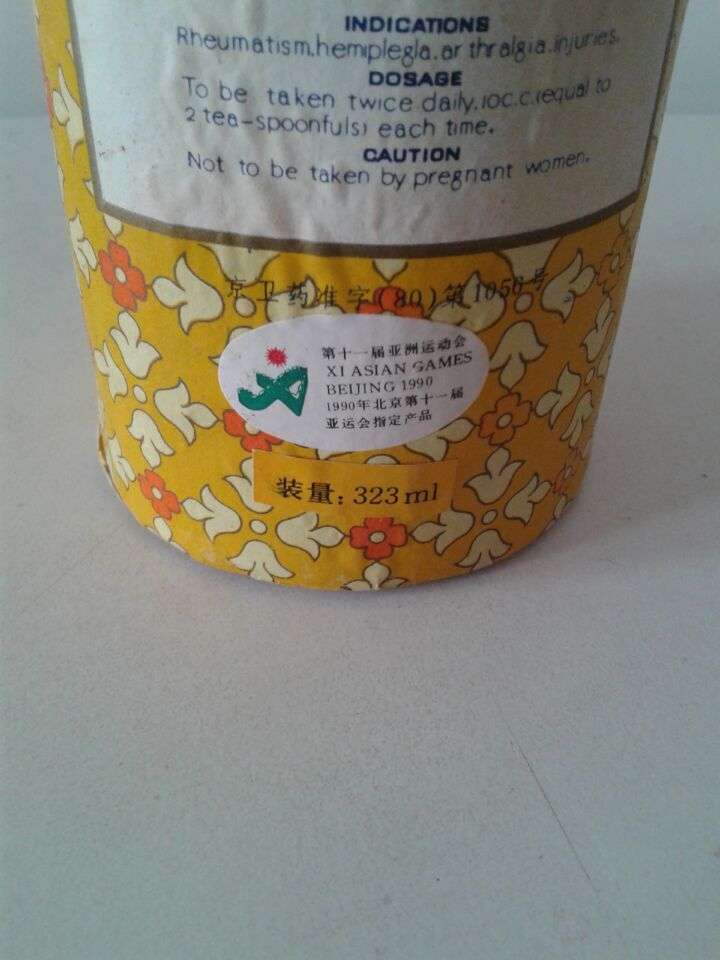 INDICATIONS
Rheumatism.hemiplegla.ar thralgia.injuries.
DOSAGE
To be taken twice daily.10c.c.(equal to
2 tea-spoonfuls) each time.
CAUTION
Not to be taken by pregnant women.
京卫药准字(80)第1050号
第十一届亚洲运动会
XI ASIAN GAMES
BEIJING 1990
1990年北京第十一届
亚运会指定产品
装量:323ml